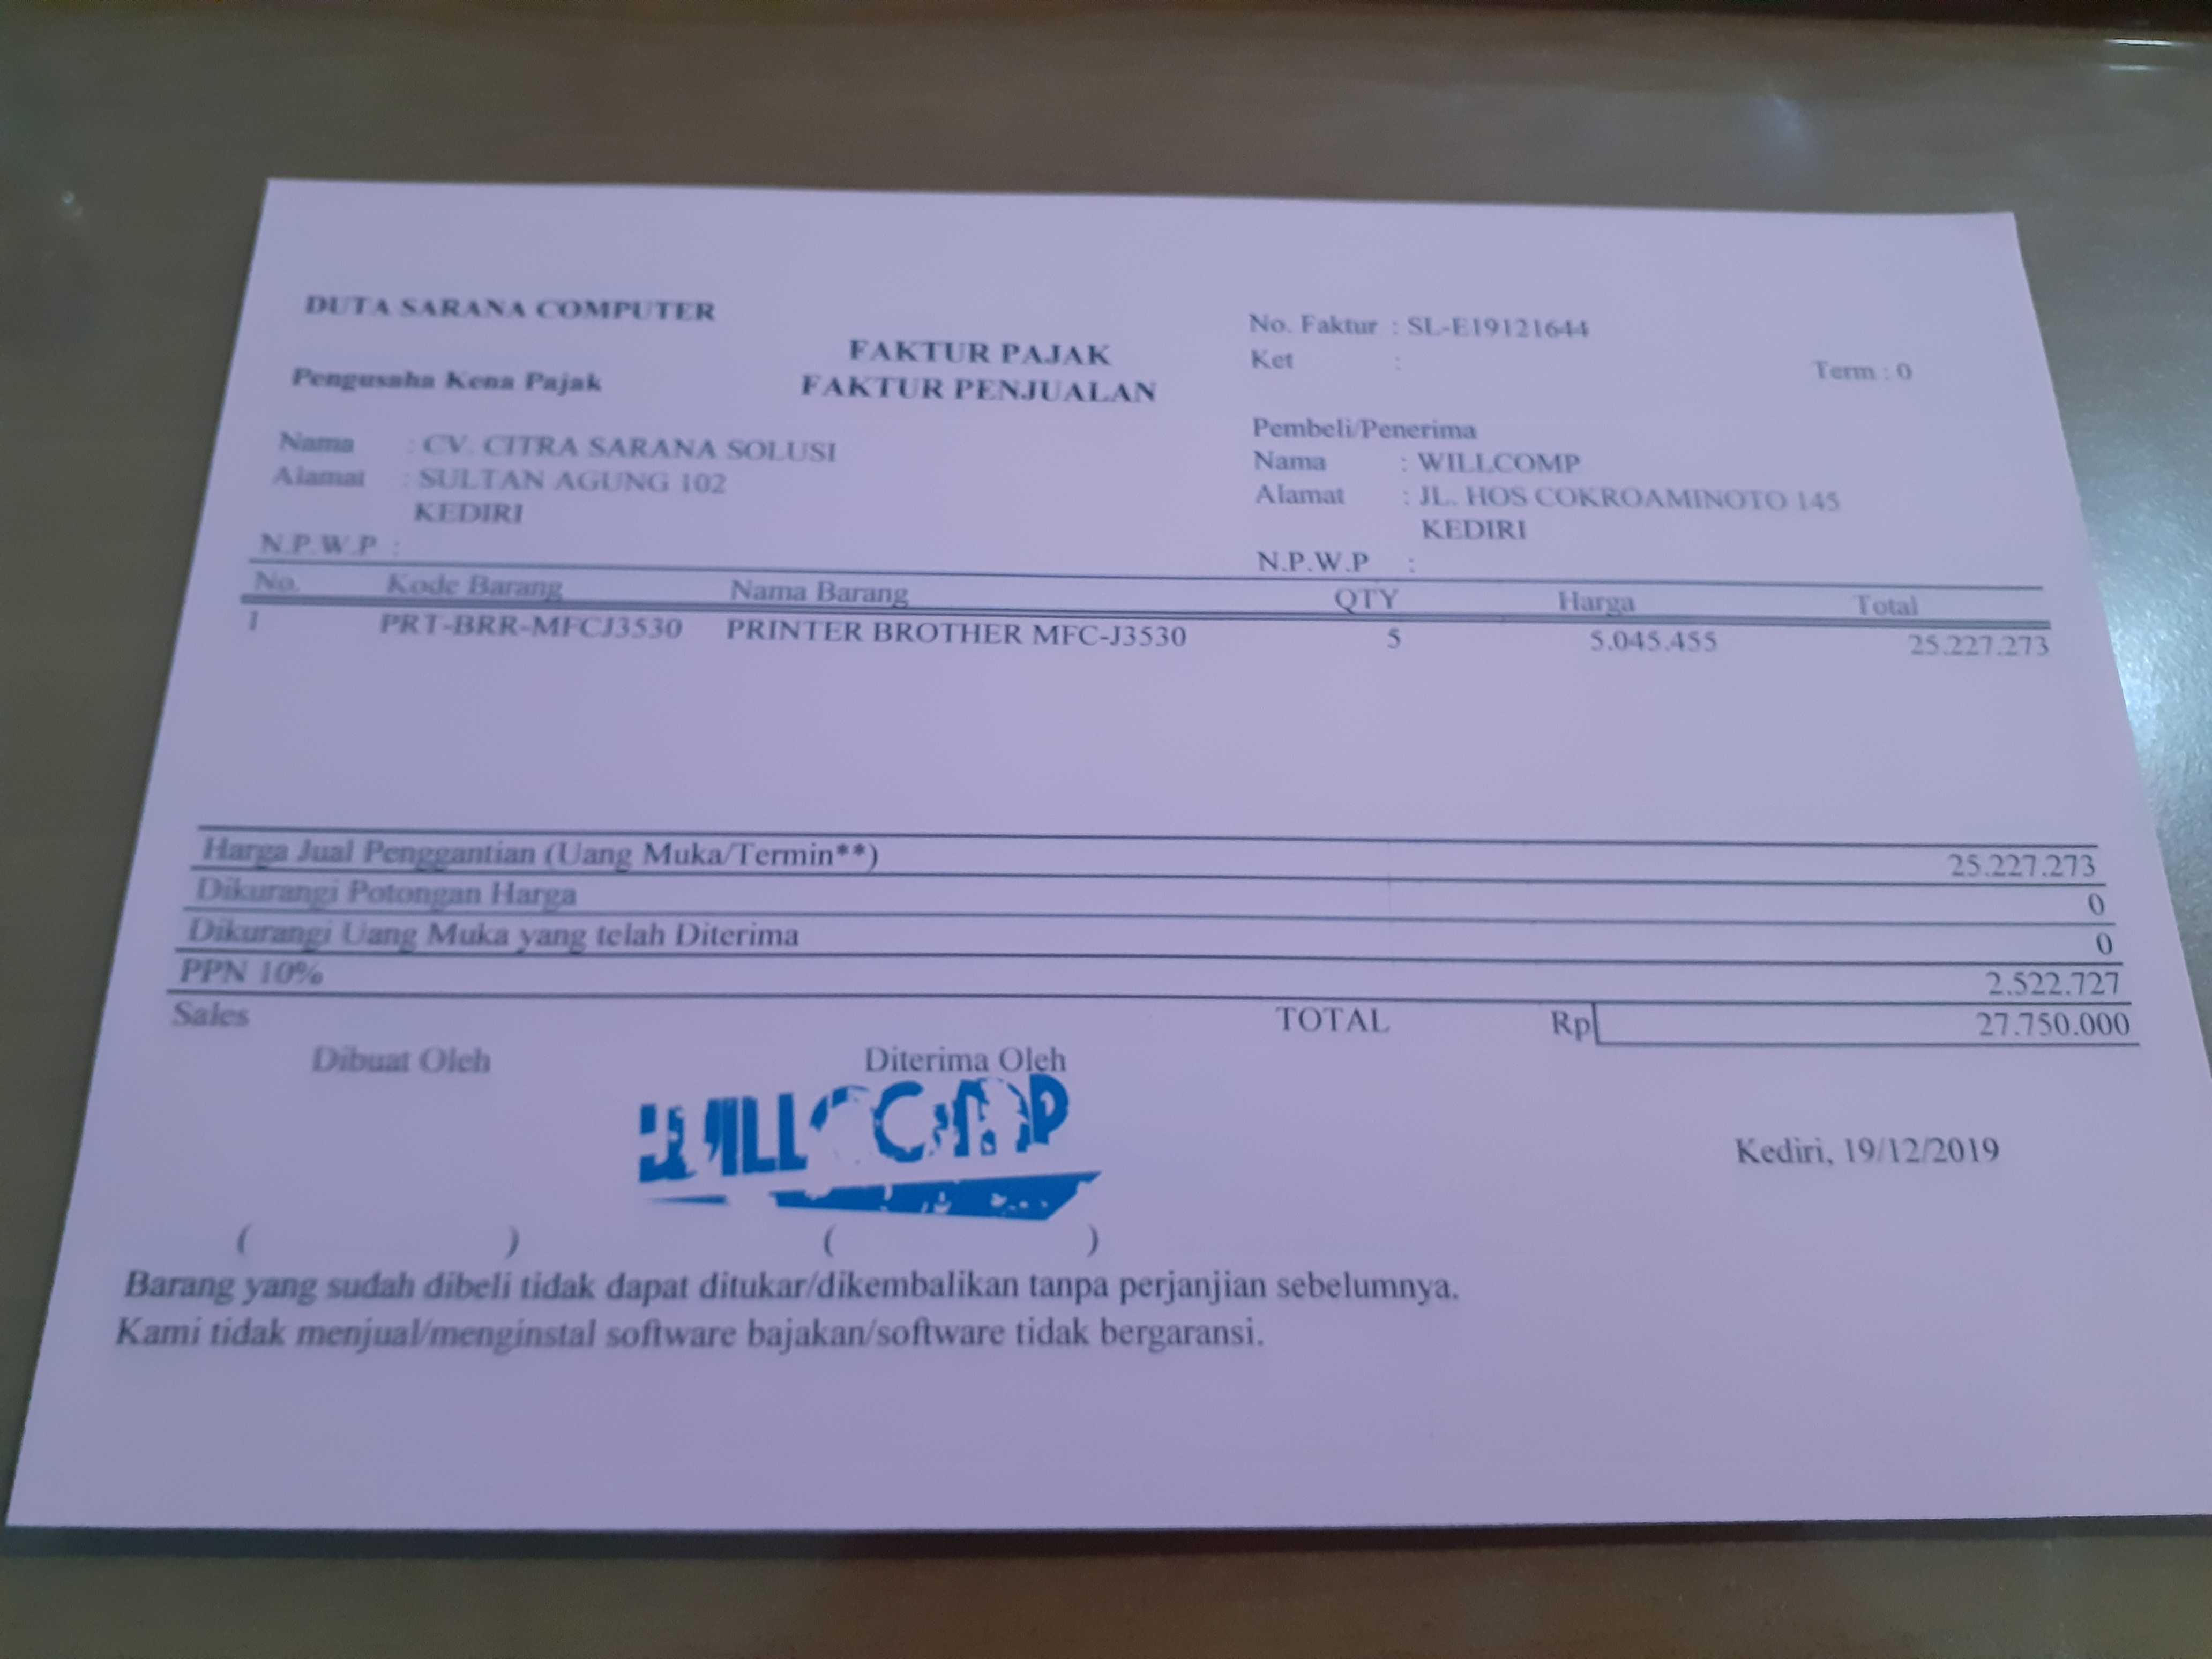 DUTA SARANA COMPUTER
FAKTUR PAJAK
FAKTUR PENJUALAN
No. Faktur : SL-E19121644
Ket :
Term : 0
Pengusaha Kena Pajak
Nama : CV. CITRA SARANA SOLUSI
Alamat : SULTAN AGUNG 102
KEDIRI
N.P.W.P :
Pembeli/Penerima
Nama : WILLCOMP
Alamat : JL. HOS COKROAMINOTO 145
KEDIRI
N.P.W.P :
No. Kode Barang Nama Barang QTY Harga Total
1 PRT-BRR-MFCJ3530 PRINTER BROTHER MFC-J3530 5 5.045.455 25.227.273
Harga Jual Penggantian (Uang Muka/Termin**) 25.227.273
Dikurangi Potongan Harga 0
Dikurangi Uang Muka yang telah Diterima 0
PPN 10% 2.522.727
Sales TOTAL Rp 27.750.000
Dibuat Oleh Diterima Oleh
WILLCOMP
Kediri, 19/12/2019
( ) ( )
Barang yang sudah dibeli tidak dapat ditukar/dikembalikan tanpa perjanjian sebelumnya.
Kami tidak menjual/menginstal software bajakan/software tidak bergaransi.